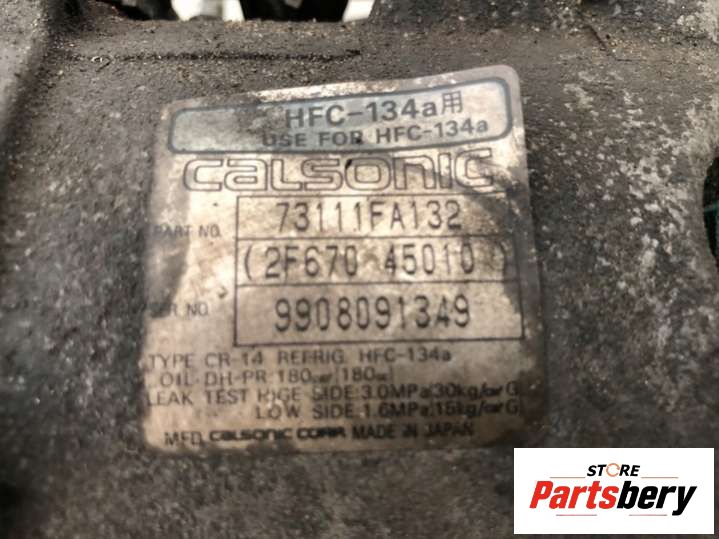 HFC-134a用
USE FOR HFC-134a
CALSONIC
PART NO. 73111FA132
(2F670 45010)
SER NO. 9908091349
TYPE CR-14 REFRIG. HFC-134a
OIL·DH-PR 180cm³ (180cc)
LEAK TEST HIGE SIDE:3.0MPa(30kg/cm²G)
LOW SIDE:1.6MPa(15kg/cm²G)
MFD. CALSONIC CORP. MADE IN JAPAN
STORE
Partsbery